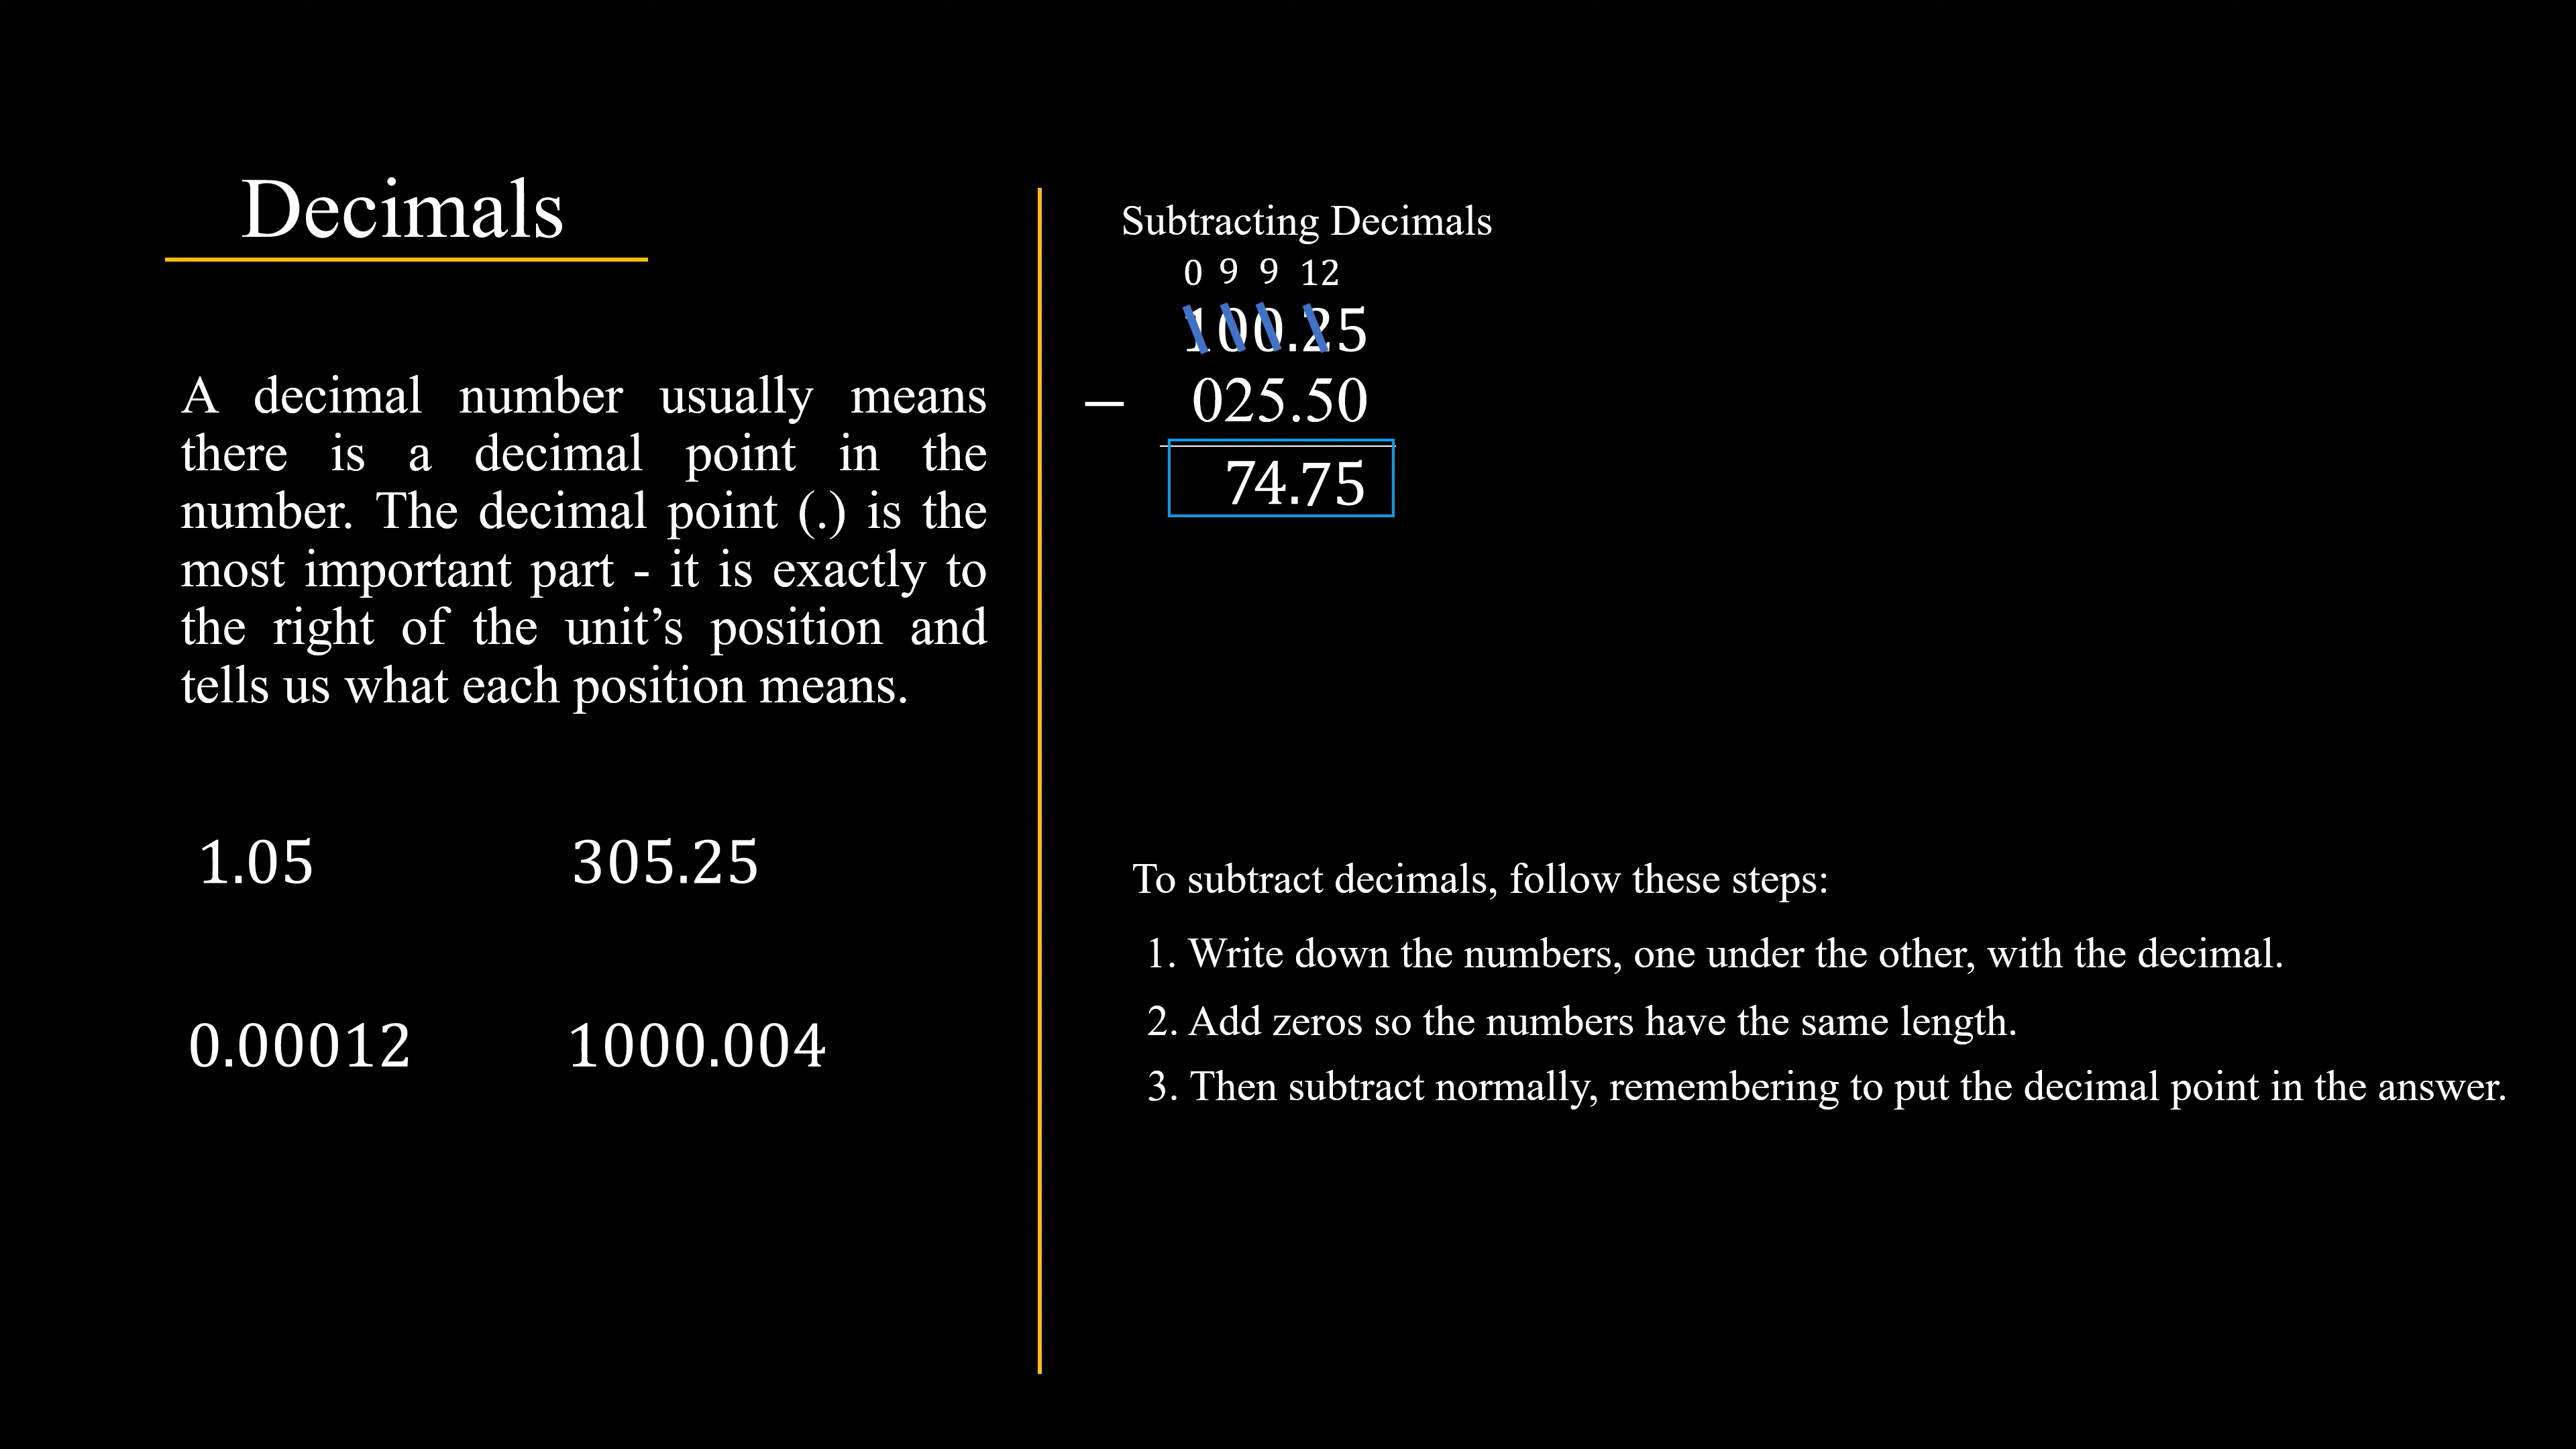 Decimals
A decimal number usually means
there is a decimal point in the
number. The decimal point (.) is the
most important part - it is exactly to
the right of the unit’s position and
tells us what each position means.
1.05 305.25
0.00012 1000.004
Subtracting Decimals
0 9 9 12
100.25
— 025.50
74.75
To subtract decimals, follow these steps:
1. Write down the numbers, one under the other, with the decimal.
2. Add zeros so the numbers have the same length.
3. Then subtract normally, remembering to put the decimal point in the answer.